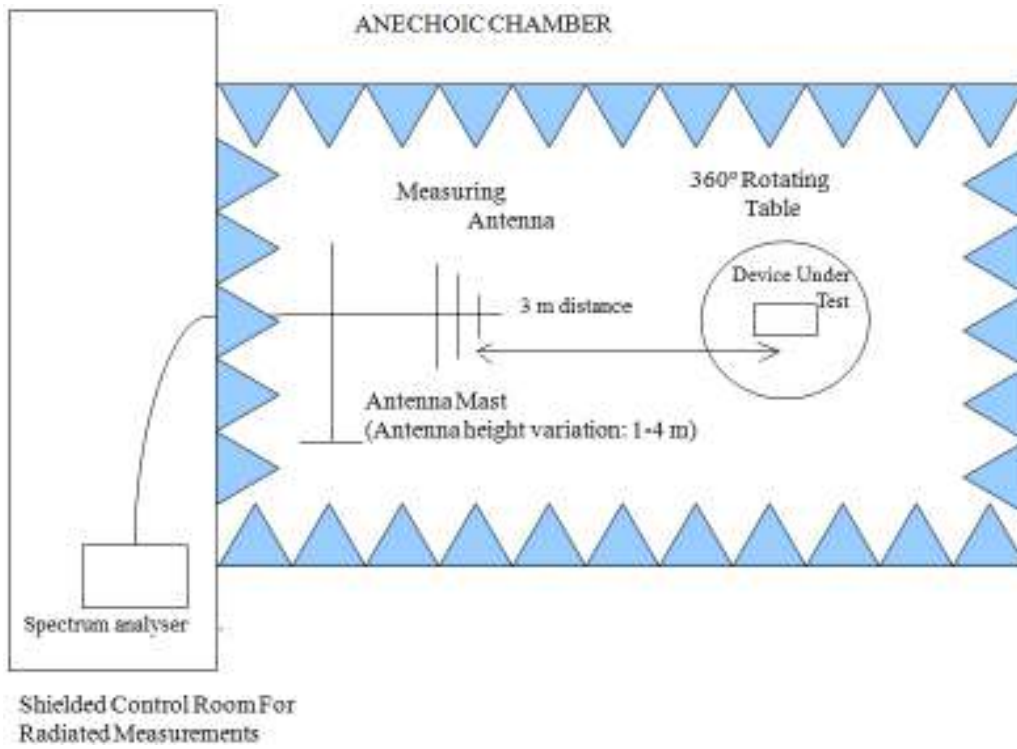 ANECHOIC CHAMBER
Measuring
Antenna
360º Rotating
Table
Device Under
Test
3 m distance
Antenna Mast
(Antenna height variation: 1-4 m)
Spectrum analyser
Shielded Control Room For
Radiated Measurements